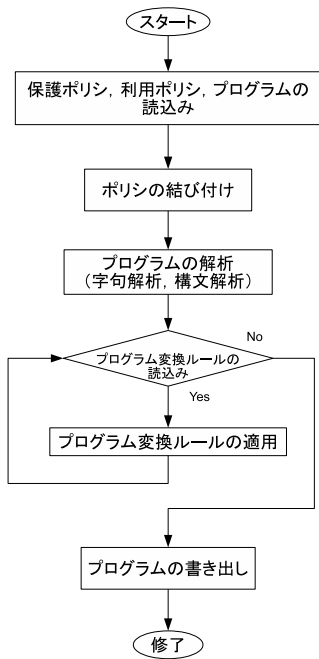 スタート
保護ポリシ, 利用ポリシ, プログラムの
読込み
ポリシの結び付け
プログラムの解析
（字句解析, 構文解析）
プログラム変換ルールの
読込み
No
Yes
プログラム変換ルールの適用
プログラムの書き出し
修了